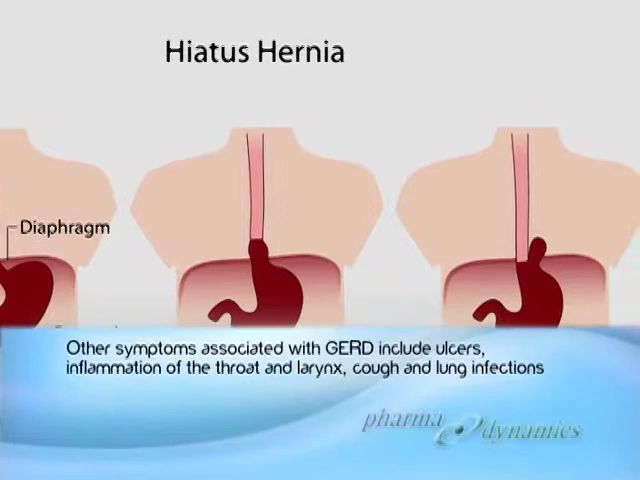 Hiatus Hernia
Diaphragm
Other symptoms associated with GERD include ulcers,
inflammation of the throat and larynx, cough and lung infections
pharma dynamics